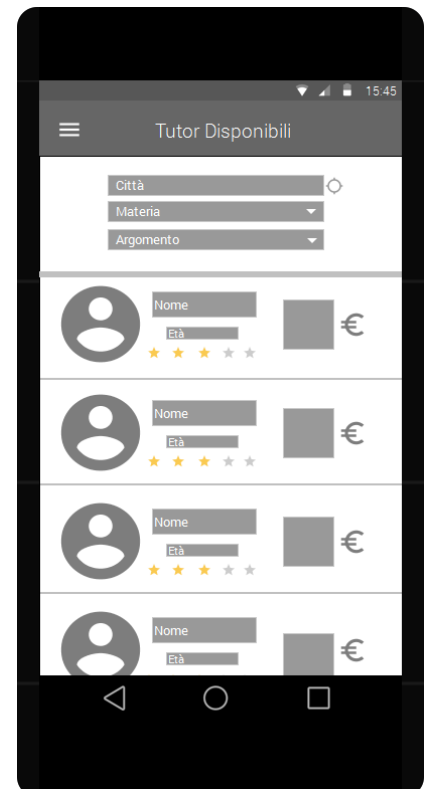 15:45
Tutor Disponibili
Città
Materia
Argomento
Nome
Età
€
Nome
Età
€
Nome
Età
€
Nome
Età
€